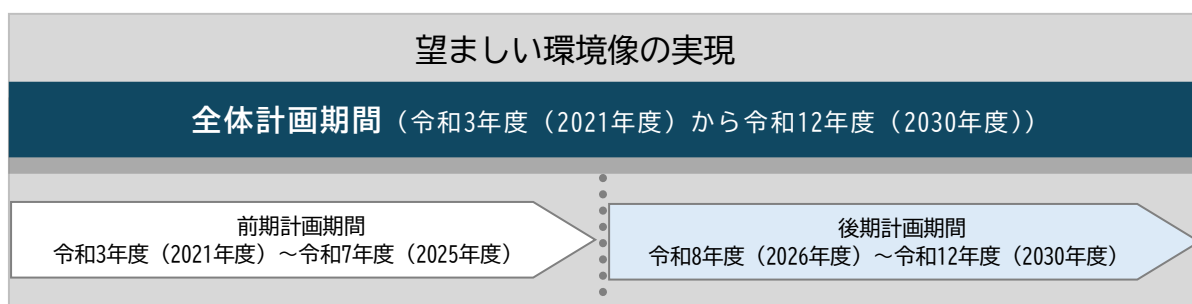 望ましい環境像の実現
全体計画期間（令和3年度（2021年度）から令和12年度（2030年度））
前期計画期間
令和3年度（2021年度）～令和7年度（2025年度）
後期計画期間
令和8年度（2026年度）～令和12年度（2030年度）